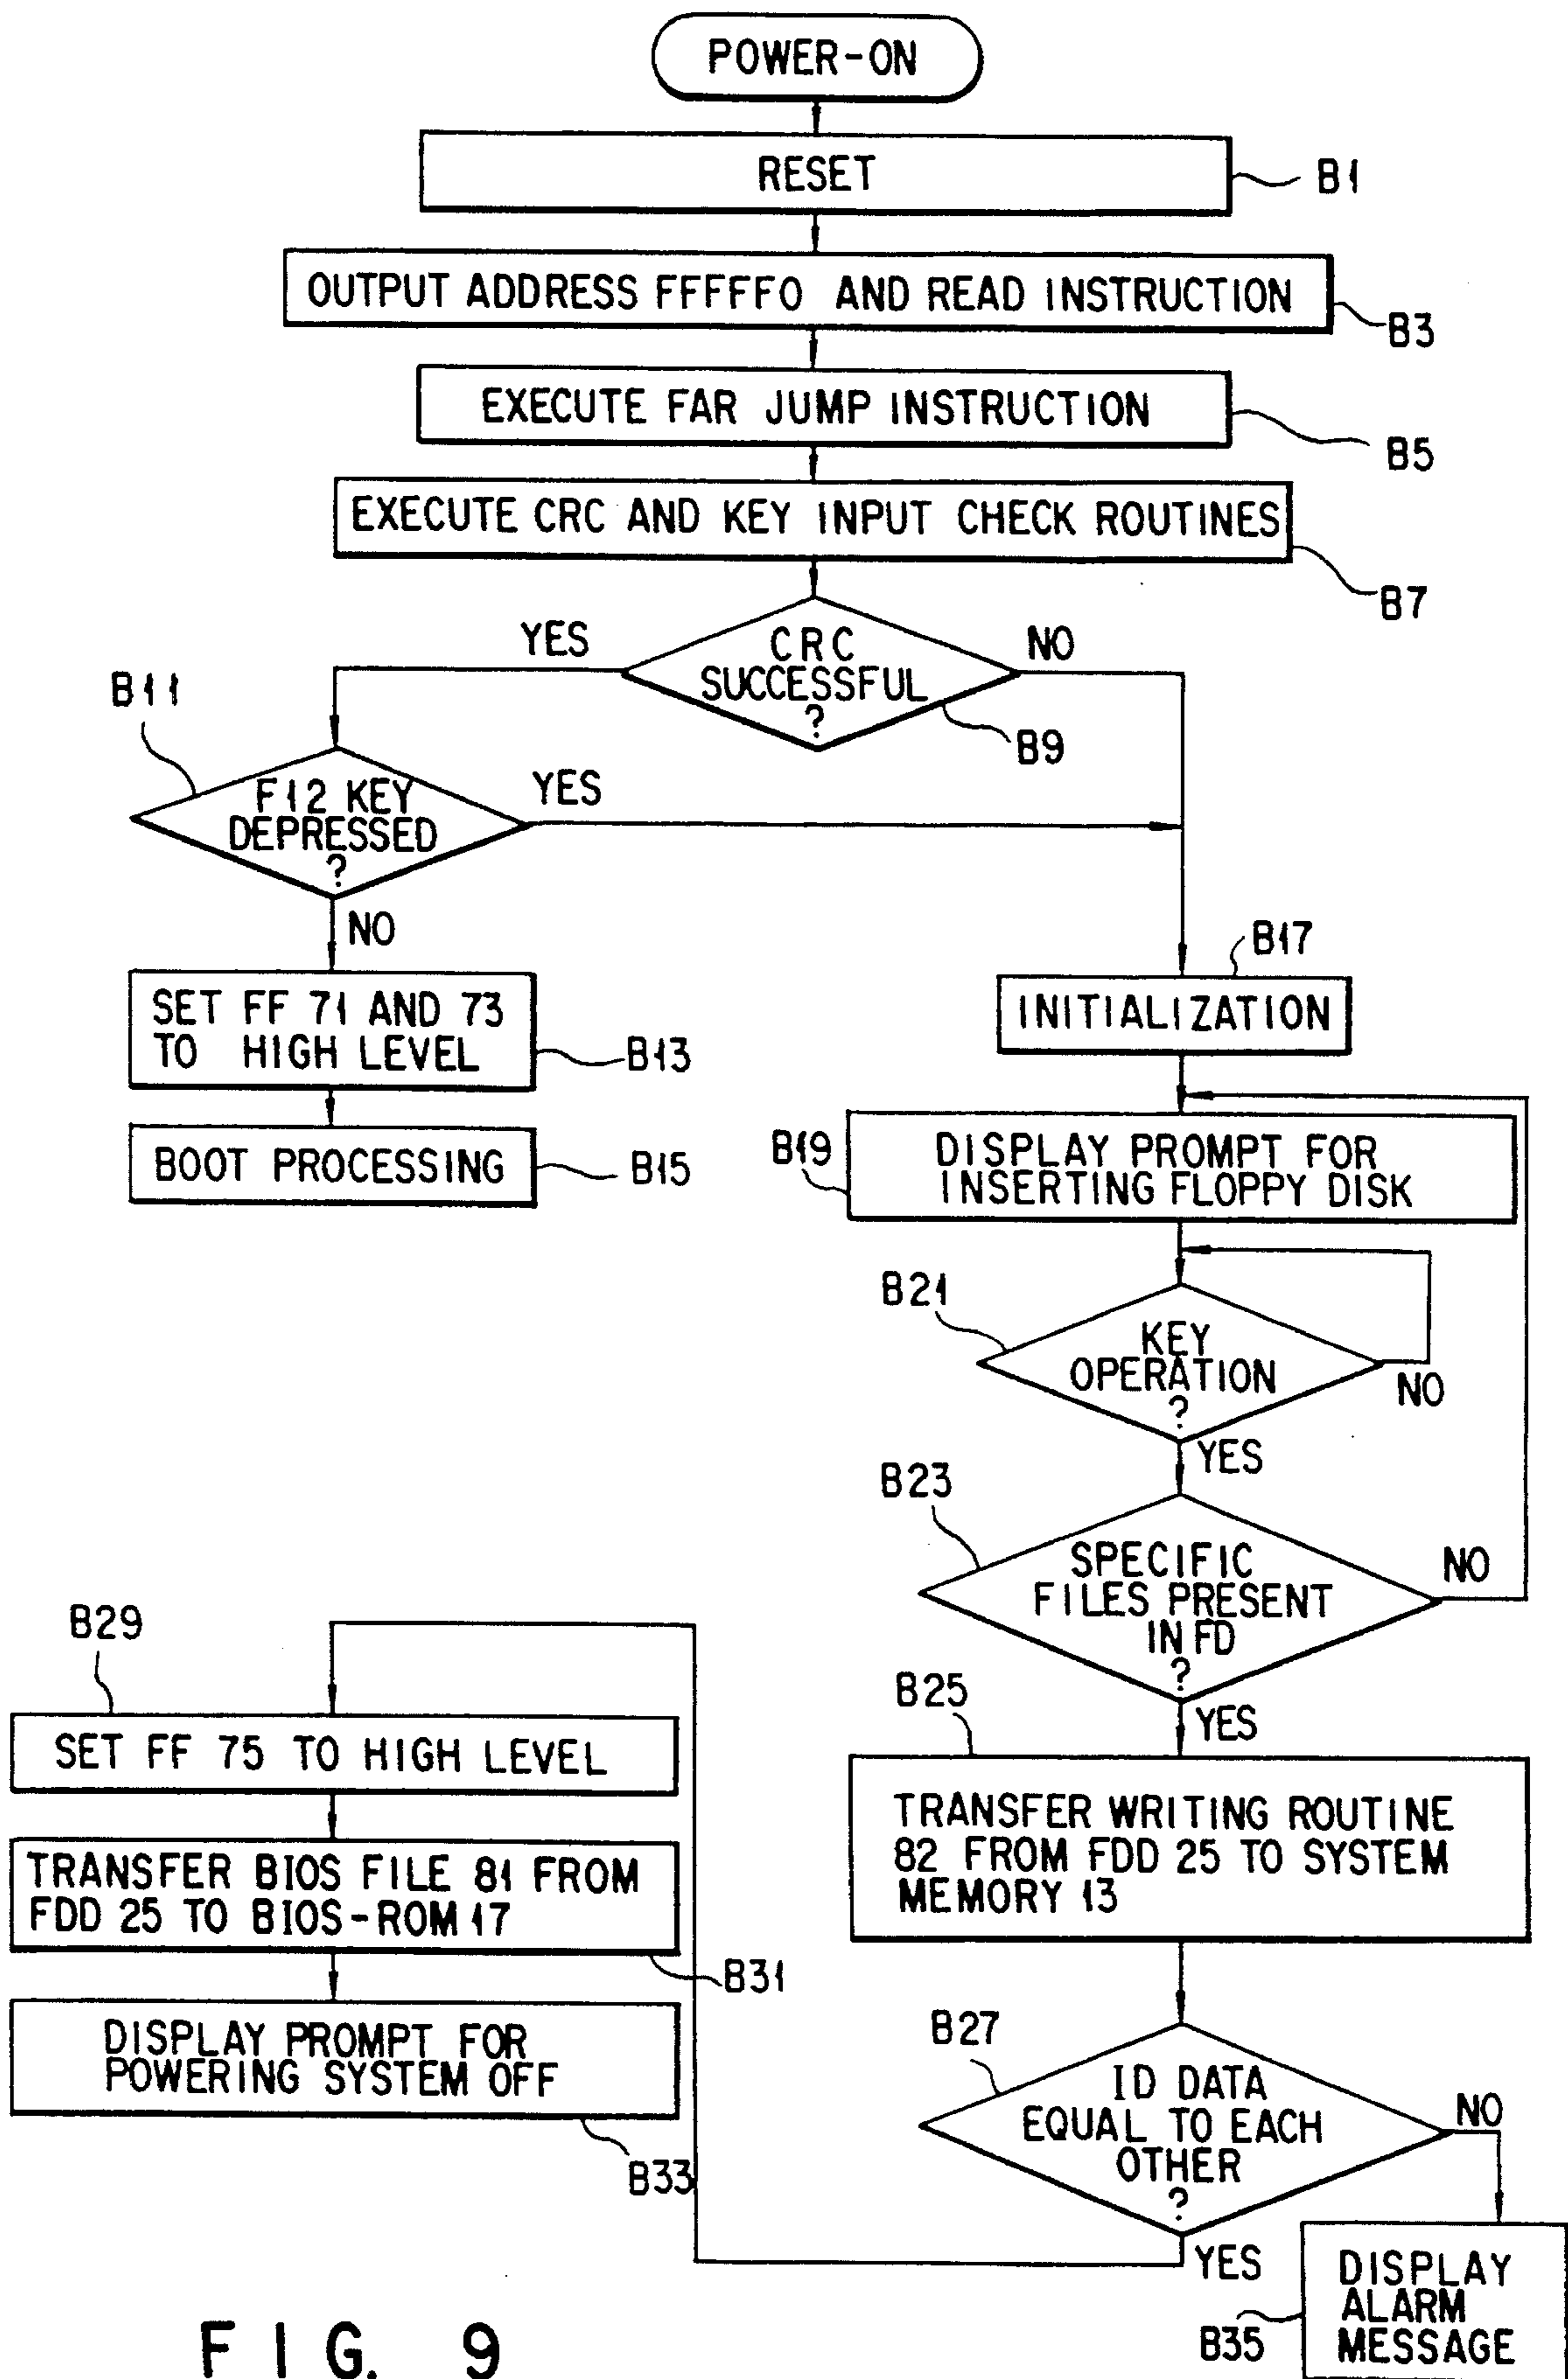 POWER-ON
RESET
B1
OUTPUT ADDRESS FFFFF0 AND READ INSTRUCTION
B3
EXECUTE FAR JUMP INSTRUCTION
B5
EXECUTE CRC AND KEY INPUT CHECK ROUTINES
B7
YES
CRC
SUCCESSFUL
?
NO
B9
B11
F12 KEY
DEPRESSED
?
YES
NO
SET FF 71 AND 73
TO HIGH LEVEL
B13
BOOT PROCESSING
B15
B17
INITIALIZATION
B19
DISPLAY PROMPT FOR
INSERTING FLOPPY DISK
B21
KEY
OPERATION
?
NO
YES
B23
SPECIFIC
FILES PRESENT
IN FD
?
NO
YES
B25
TRANSFER WRITING ROUTINE
82 FROM FDD 25 TO SYSTEM
MEMORY 13
B27
ID DATA
EQUAL TO EACH
OTHER
?
NO
YES
B29
SET FF 75 TO HIGH LEVEL
TRANSFER BIOS FILE 81 FROM
FDD 25 TO BIOS-ROM 17
B31
DISPLAY PROMPT FOR
POWERING SYSTEM OFF
B33
B35
DISPLAY
ALARM
MESSAGE
FIG. 9